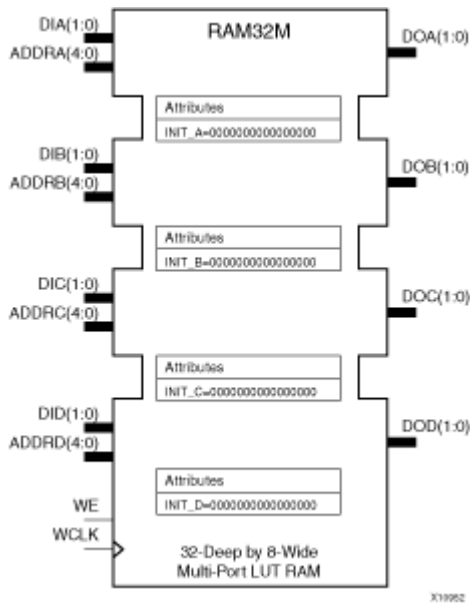 RAM32M
DIA(1:0)
DOA(1:0)
ADDRA(4:0)
Attributes
INIT_A=0000000000000000
DIB(1:0)
DOB(1:0)
ADDRB(4:0)
Attributes
INIT_B=0000000000000000
DIC(1:0)
DOC(1:0)
ADDRC(4:0)
Attributes
INIT_C=0000000000000000
DID(1:0)
DOD(1:0)
ADDRD(4:0)
Attributes
INIT_D=0000000000000000
WE
WCLK
32-Deep by 8-Wide
Multi-Port LUT RAM
X10952